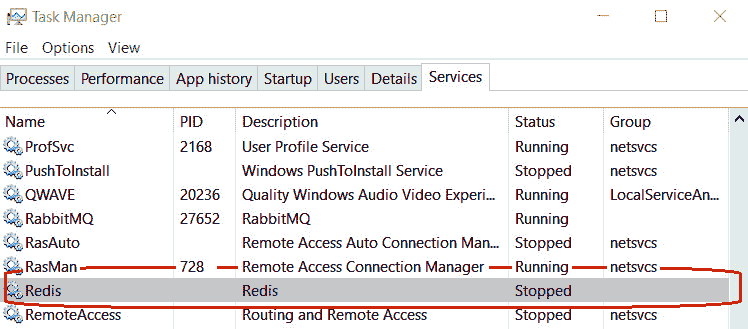 Task Manager
File Options View
Processes Performance App history Startup Users Details Services
Name PID Description Status Group
ProfSvc 2168 User Profile Service Running netsvcs
PushToInstall Windows PushToInstall Service Stopped netsvcs
QWAVE 20236 Quality Windows Audio Video Experi... Running LocalServiceAn...
RabbitMQ 27652 RabbitMQ Running
RasAuto Remote Access Auto Connection Man... Stopped netsvcs
RasMan 728 Remote Access Connection Manager Running netsvcs
Redis Redis Stopped
RemoteAccess Routing and Remote Access Stopped netsvcs